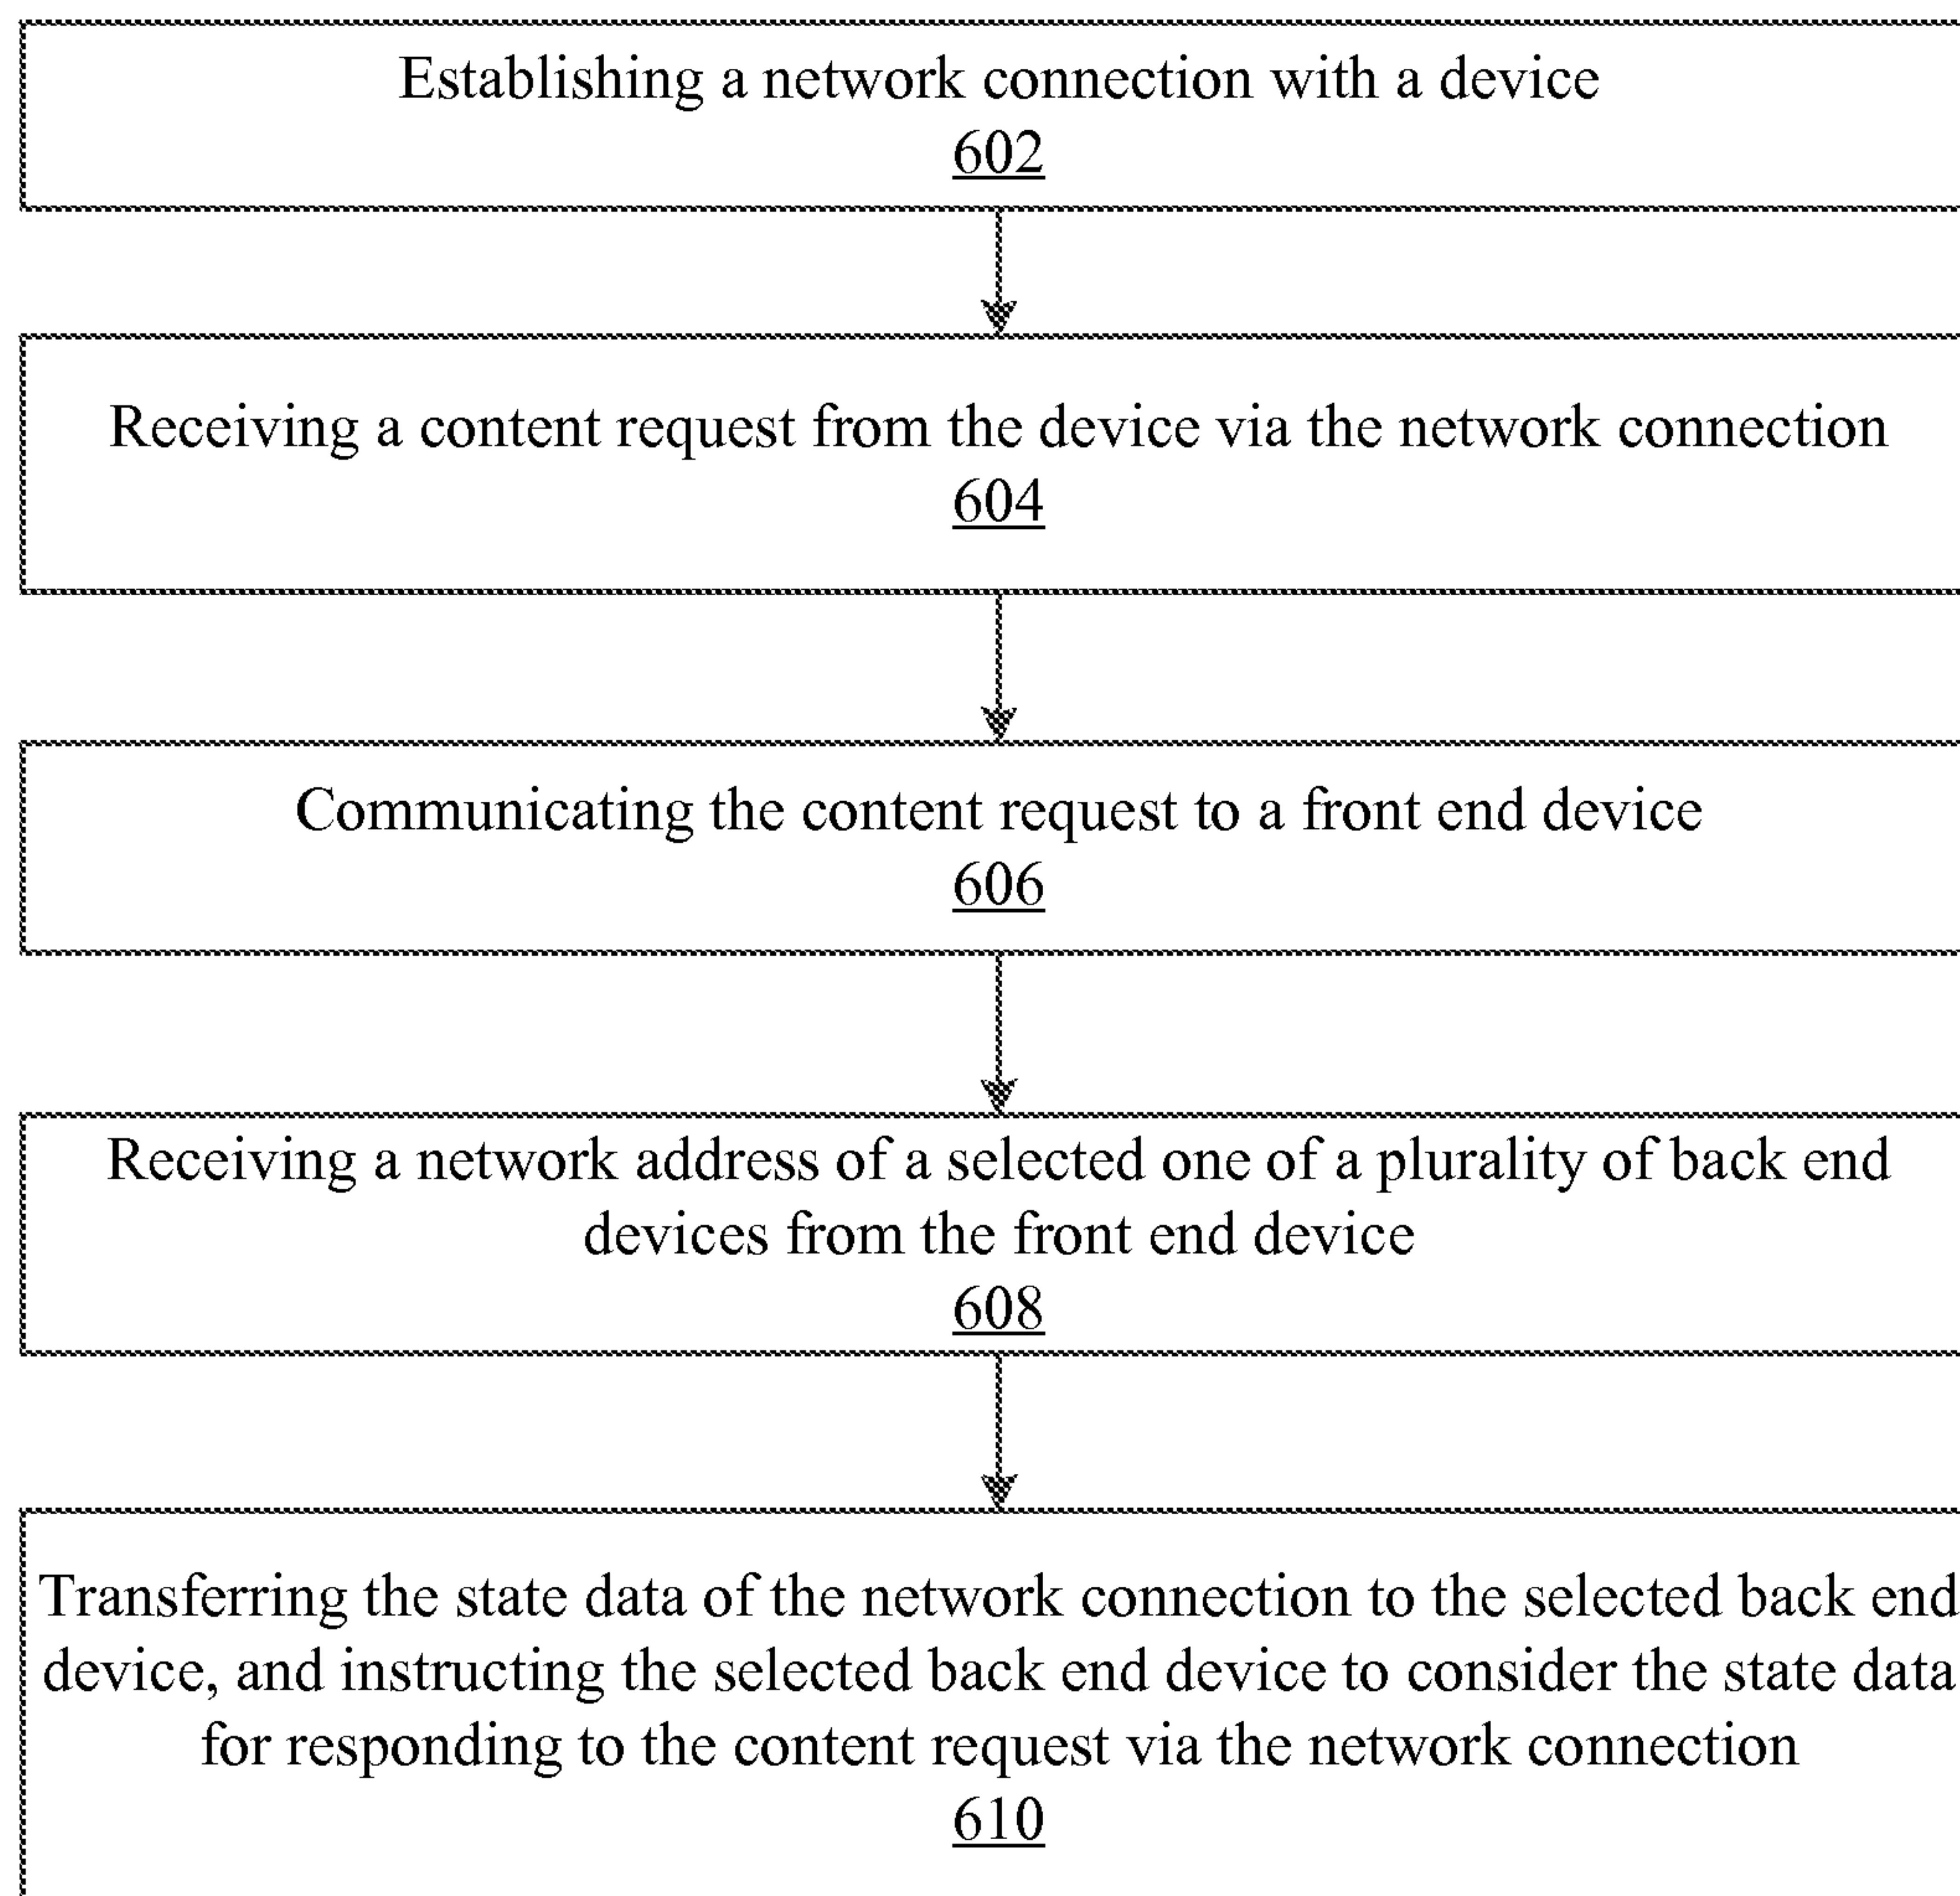 Establishing a network connection with a device
602
Receiving a content request from the device via the network connection
604
Communicating the content request to a front end device
606
Receiving a network address of a selected one of a plurality of back end
devices from the front end device
608
Transferring the state data of the network connection to the selected back end
device, and instructing the selected back end device to consider the state data
for responding to the content request via the network connection
610